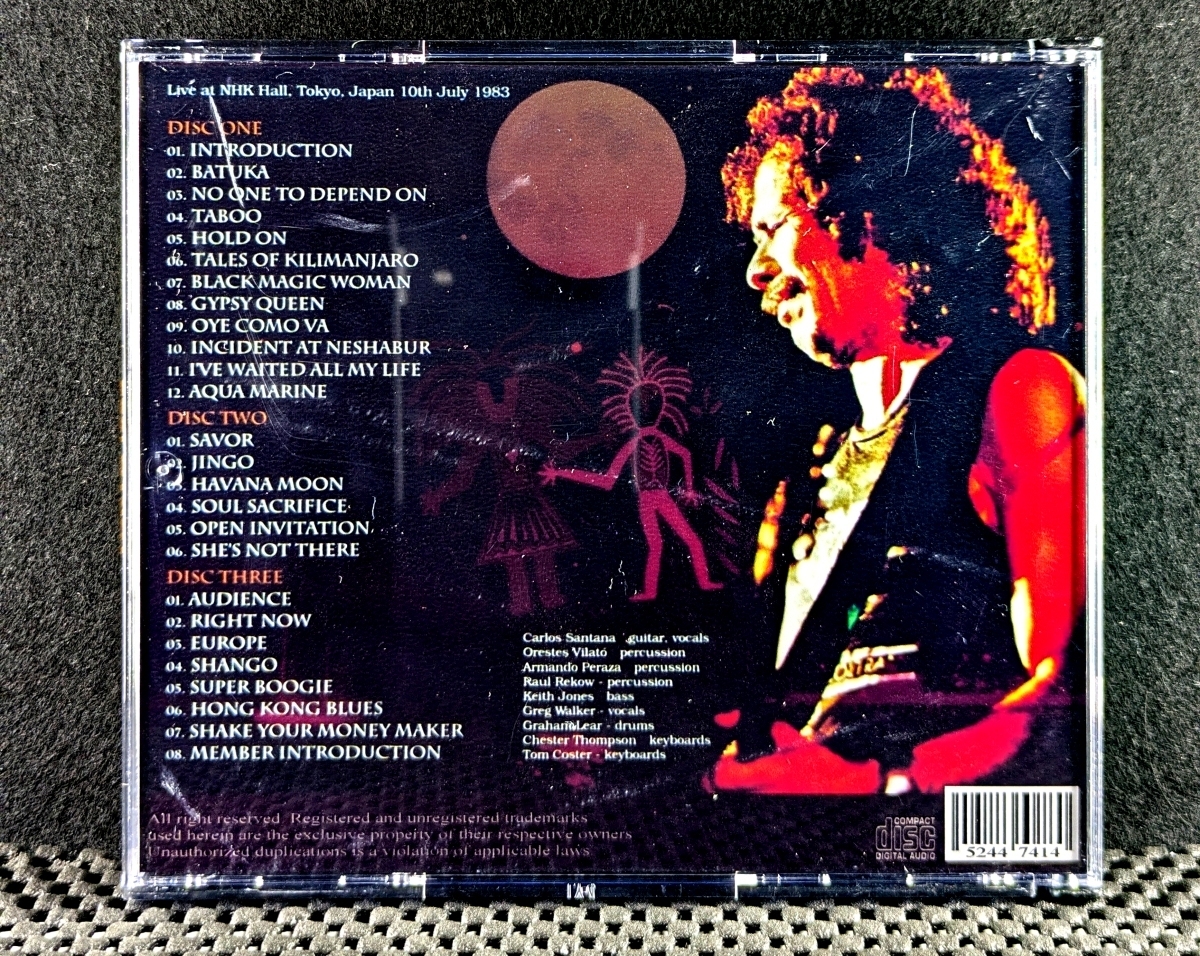 Live at NHK Hall, Tokyo, Japan 10th July 1983
DISC ONE
01. INTRODUCTION
02. BATUKA
03. NO ONE TO DEPEND ON
04. TABOO
05. HOLD ON
06. TALES OF KILIMANJARO
07. BLACK MAGIC WOMAN
08. GYPSY QUEEN
09. OYE COMO VA
10. INCIDENT AT NESHABUR
11. I'VE WAITED ALL MY LIFE
12. AQUA MARINE
DISC TWO
01. SAVOR
02. JINGO
03. HAVANA MOON
04. SOUL SACRIFICE
05. OPEN INVITATION
06. SHE'S NOT THERE
DISC THREE
01. AUDIENCE
02. RIGHT NOW
03. EUROPE
04. SHANGO
05. SUPER BOOGIE
06. HONG KONG BLUES
07. SHAKE YOUR MONEY MAKER
08. MEMBER INTRODUCTION
Carlos Santana guitar, vocals
Orestes Vilató percussion
Armando Peraza percussion
Raul Rekow - percussion
Keith Jones bass
Greg Walker - vocals
Graham Lear - drums
Chester Thompson keyboards
Tom Coster - keyboards
All right reserved. Registered and unregistered trademarks
used herein are the exclusive property of their respective owners
Unauthorized duplications is a violation of applicable laws
COMPACT
disc
DIGITAL AUDIO
5244 7414